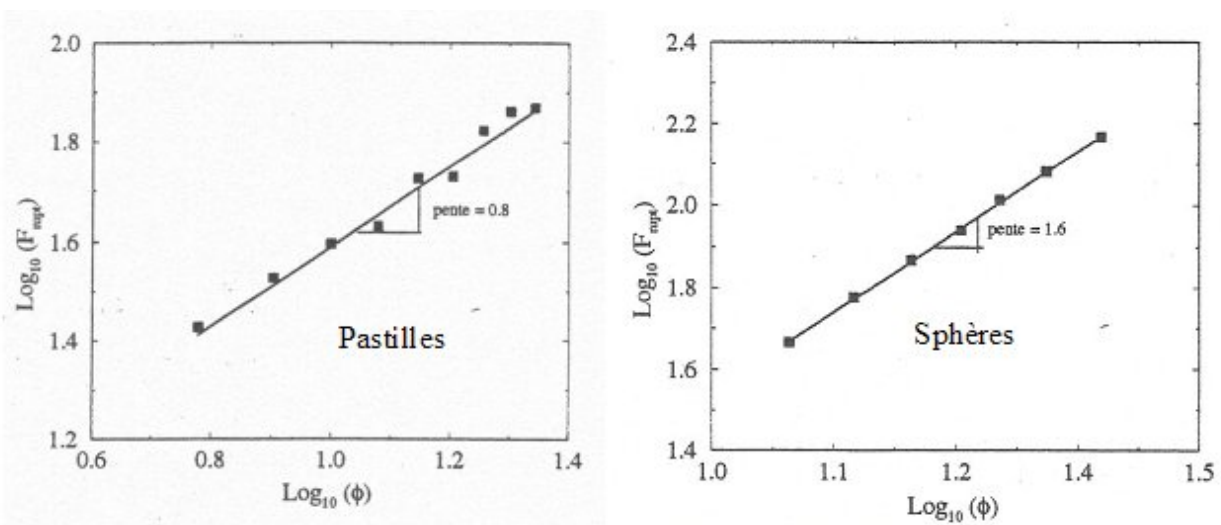 2.0
1.8
1.6
1.4
1.2
0.6
0.8
1.0
1.2
1.4
Log10 (Frupt)
Log10 (ϕ)
pente = 0.8
Pastilles
2.4
2.2
2.0
1.8
1.6
1.4
1.0
1.1
1.2
1.4
1.5
Log10 (Frupt)
Log10 (ϕ)
pente = 1.6
Sphères